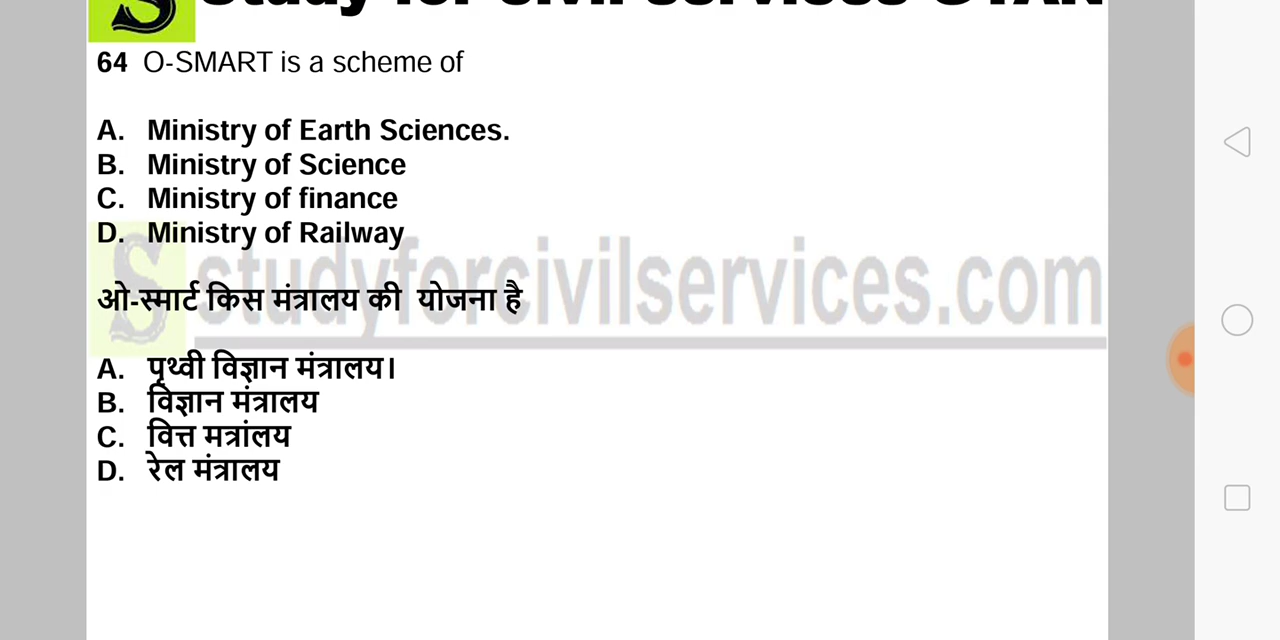 64 O-SMART is a scheme of
A. Ministry of Earth Sciences.
B. Ministry of Science
C. Ministry of finance
D. Ministry of Railway
studyforcivilservices.com
ओ-स्मार्ट किस मंत्रालय की योजना है
A. पृथ्वी विज्ञान मंत्रालय।
B. विज्ञान मंत्रालय
C. वित्त मत्रांलय
D. रेल मंत्रालय